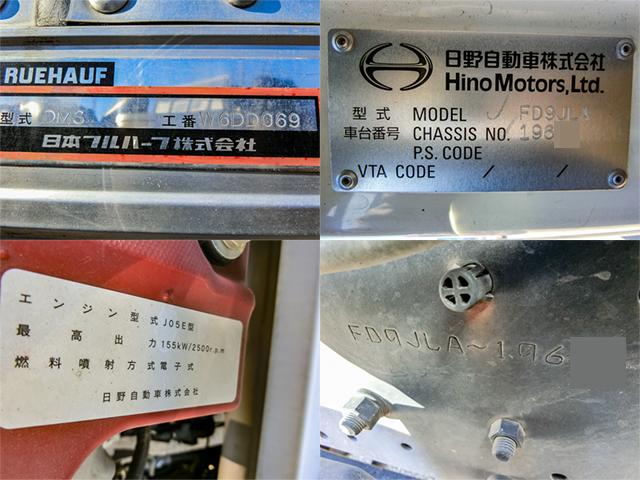 RUEHAUF
型式 DMS 工番 W6DD069
日本フルハーフ株式会社
日野自動車株式会社
Hino Motors, Ltd.
型式 MODEL FD9JLA
車台番号 CHASSIS NO. 196
P.S. CODE
VTA CODE / /
エンジン型式 J05E型
最高出力 155kW/2500r.p.m
燃料噴射方式 電子式
日野自動車株式会社
FD9JLA~196